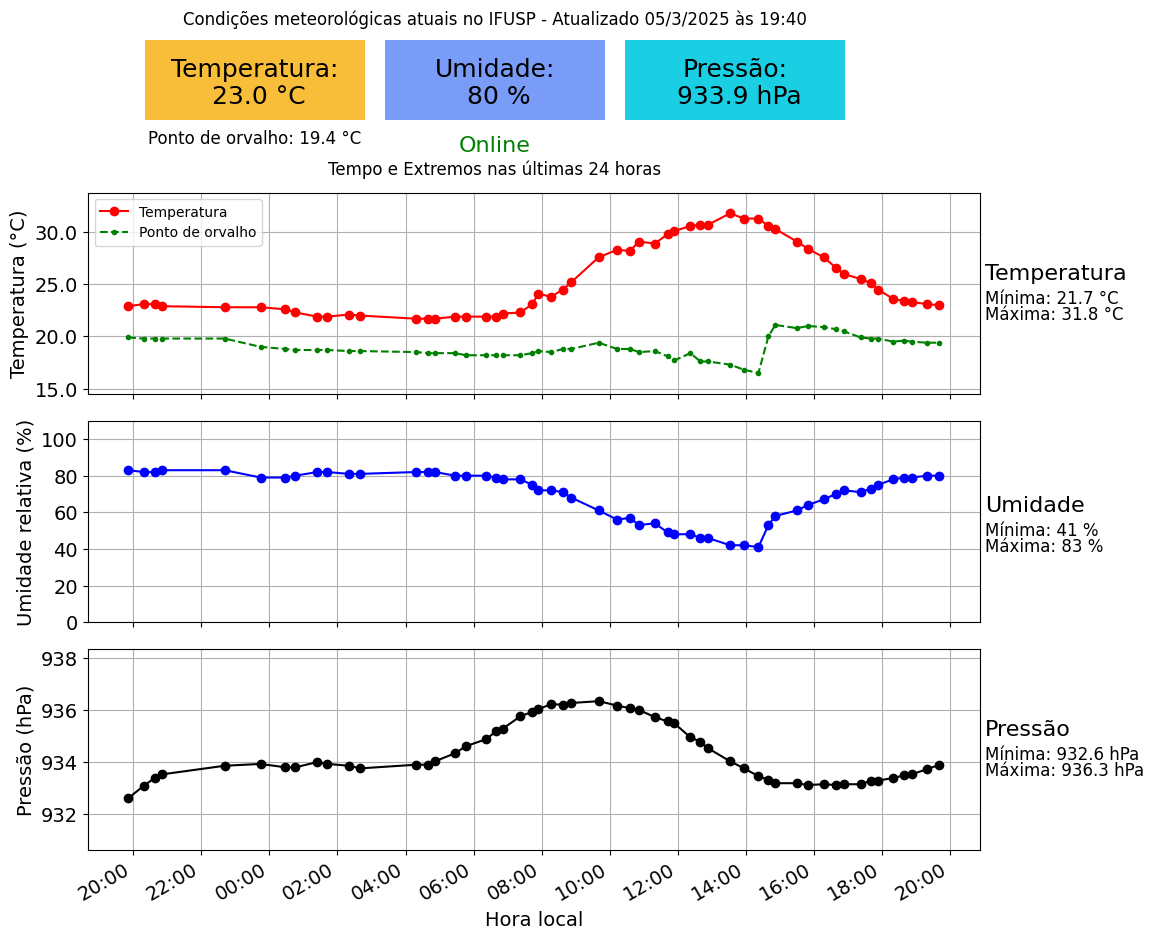 Condições meteorológicas atuais no IFUSP - Atualizado 05/3/2025 às 19:40
Temperatura:
23.0 °C
Umidade:
80 %
Pressão:
933.9 hPa
Ponto de orvalho: 19.4 °C
Online
Tempo e Extremos nas últimas 24 horas
Temperatura (°C)
30.0
25.0
20.0
15.0
Temperatura
Ponto de orvalho
Temperatura
Mínima: 21.7 °C
Máxima: 31.8 °C
Umidade relativa (%)
100
80
60
40
20
0
Umidade
Mínima: 41 %
Máxima: 83 %
Pressão (hPa)
938
936
934
932
Pressão
Mínima: 932.6 hPa
Máxima: 936.3 hPa
20:00 22:00 00:00 02:00 04:00 06:00 08:00 10:00 12:00 14:00 16:00 18:00 20:00
Hora local